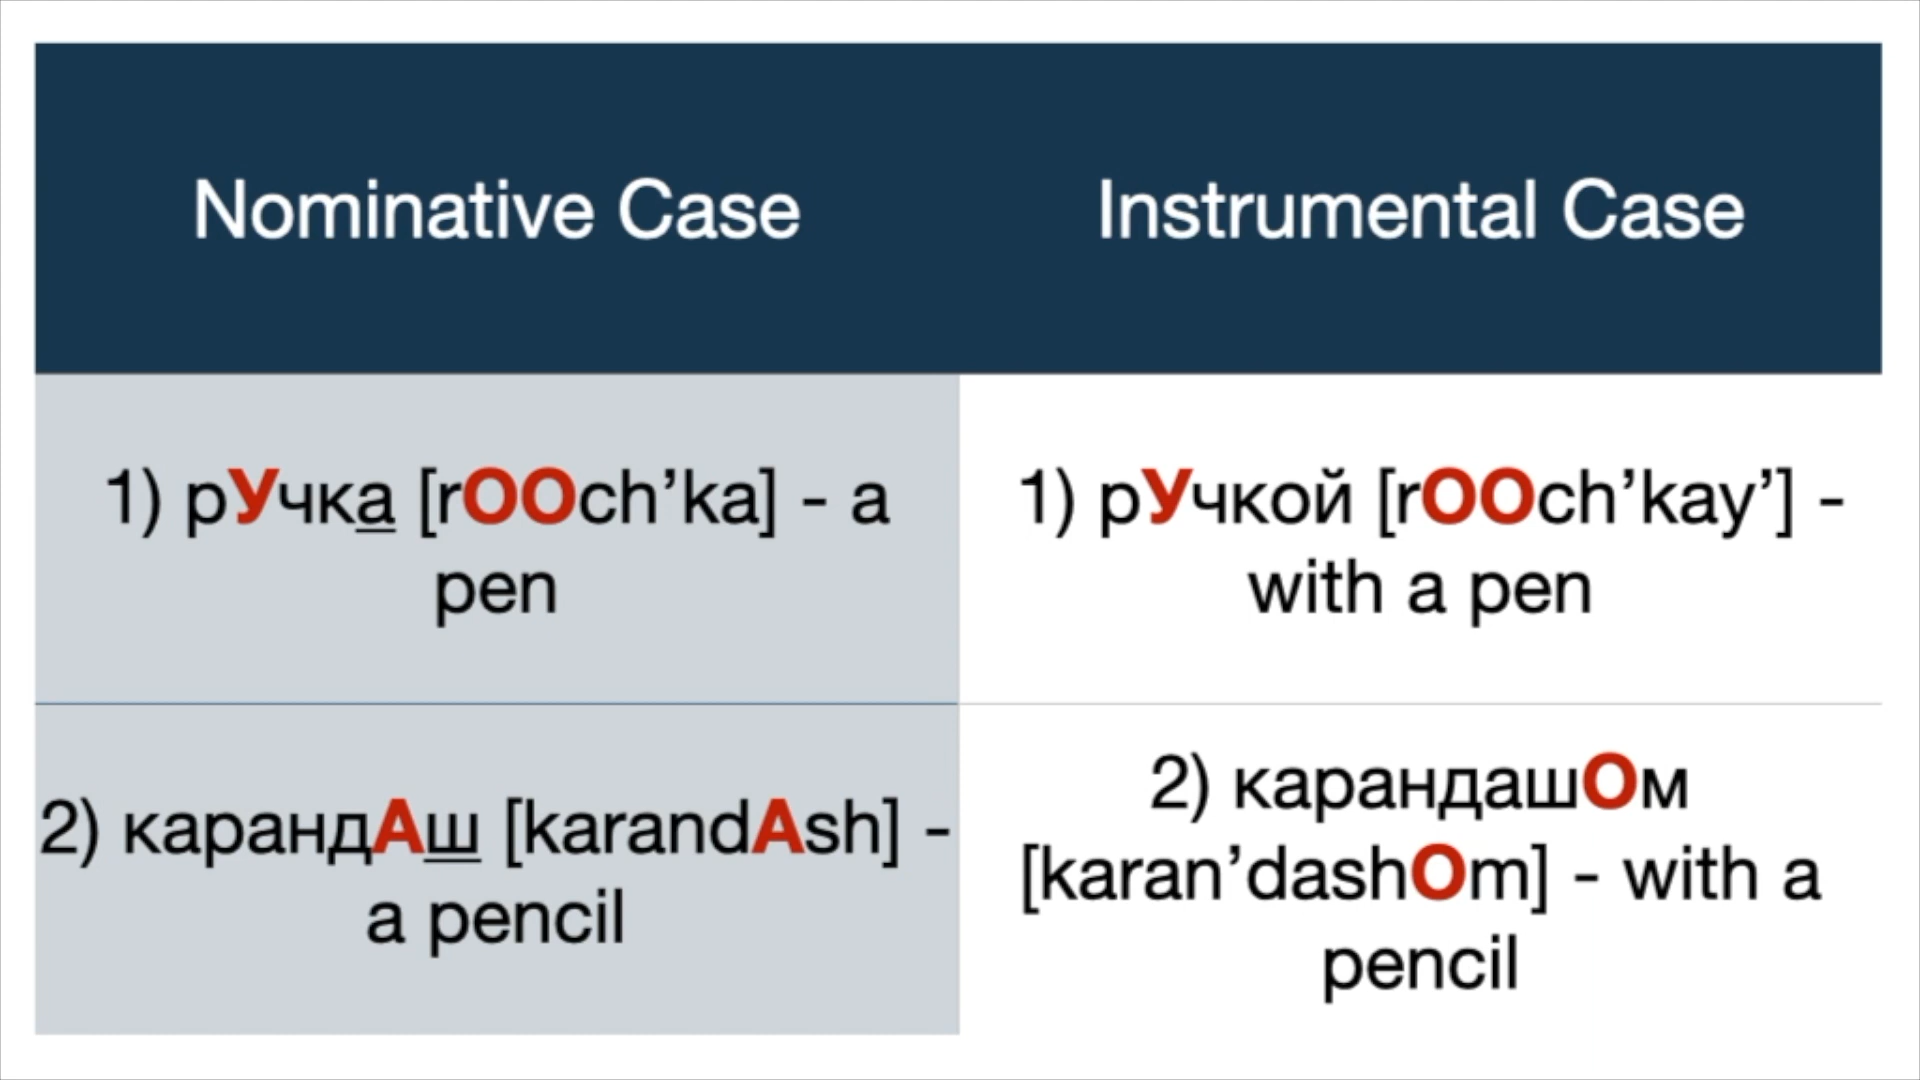 Nominative Case
Instrumental Case
1) рУчка [rOOch’ka] - a
pen
1) рУчкой [rOOch’kay’] -
with a pen
2) карандАш [karandAsh] -
a pencil
2) карандашОм
[karan’dashOm] - with a
pencil